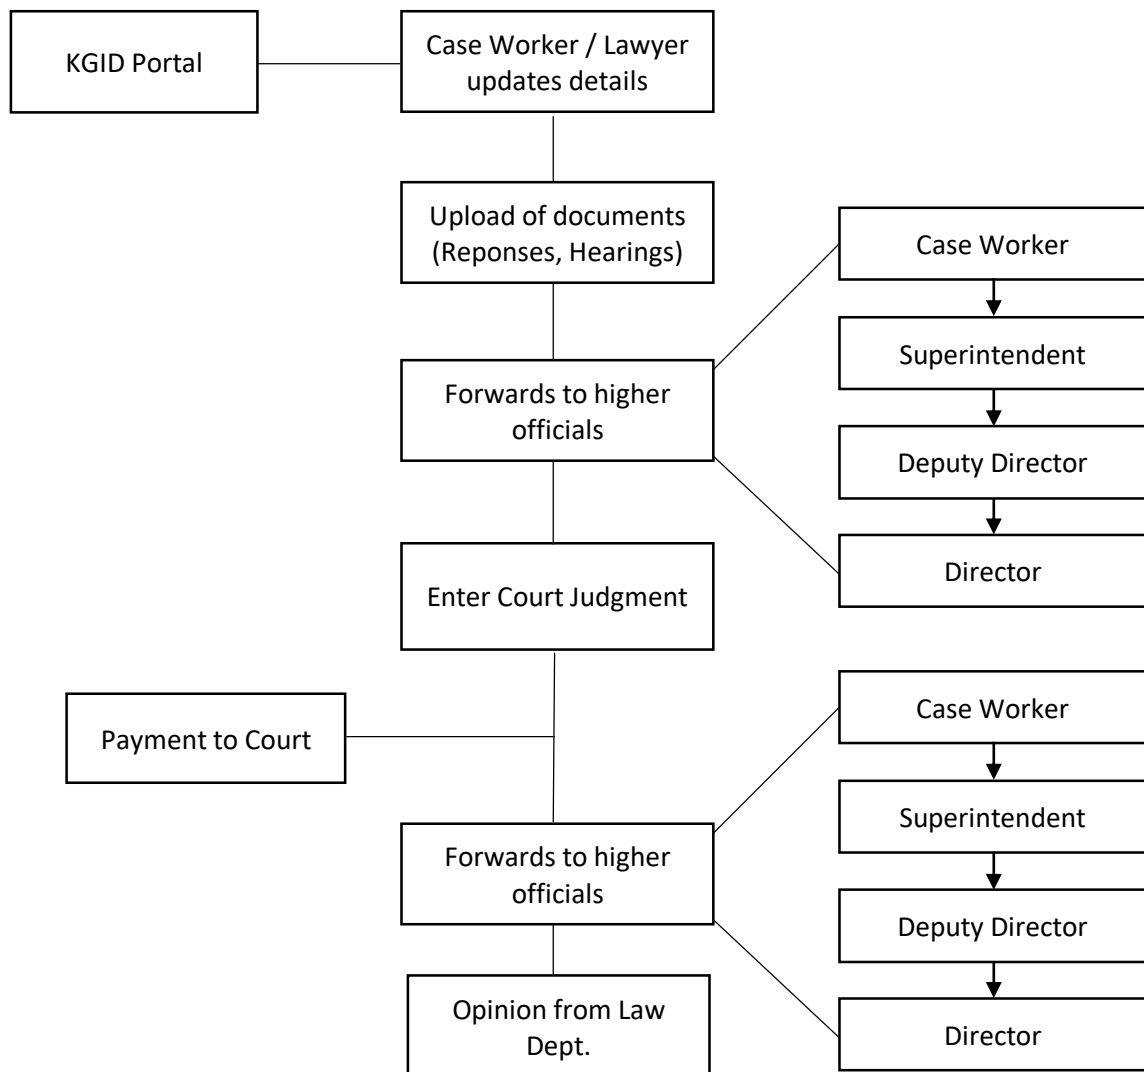 KGID Portal
Case Worker / Lawyer
updates details
Upload of documents
(Reponses, Hearings)
Case Worker
Superintendent
Forwards to higher
officials
Deputy Director
Director
Enter Court Judgment
Payment to Court
Case Worker
Superintendent
Forwards to higher
officials
Deputy Director
Director
Opinion from Law
Dept.